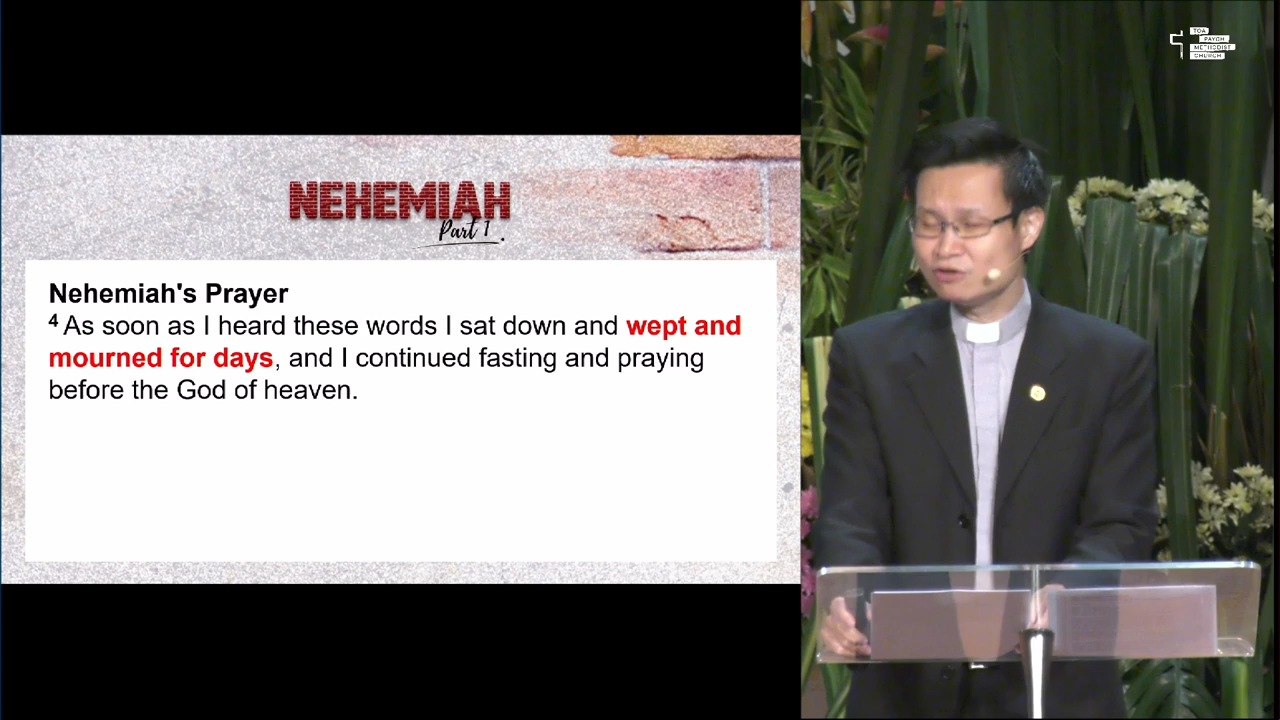 NEHEMIAH
Part 1
Nehemiah's Prayer
4 As soon as I heard these words I sat down and wept and
mourned for days, and I continued fasting and praying
before the God of heaven.
TOA
PAYOH
METHODIST
CHURCH